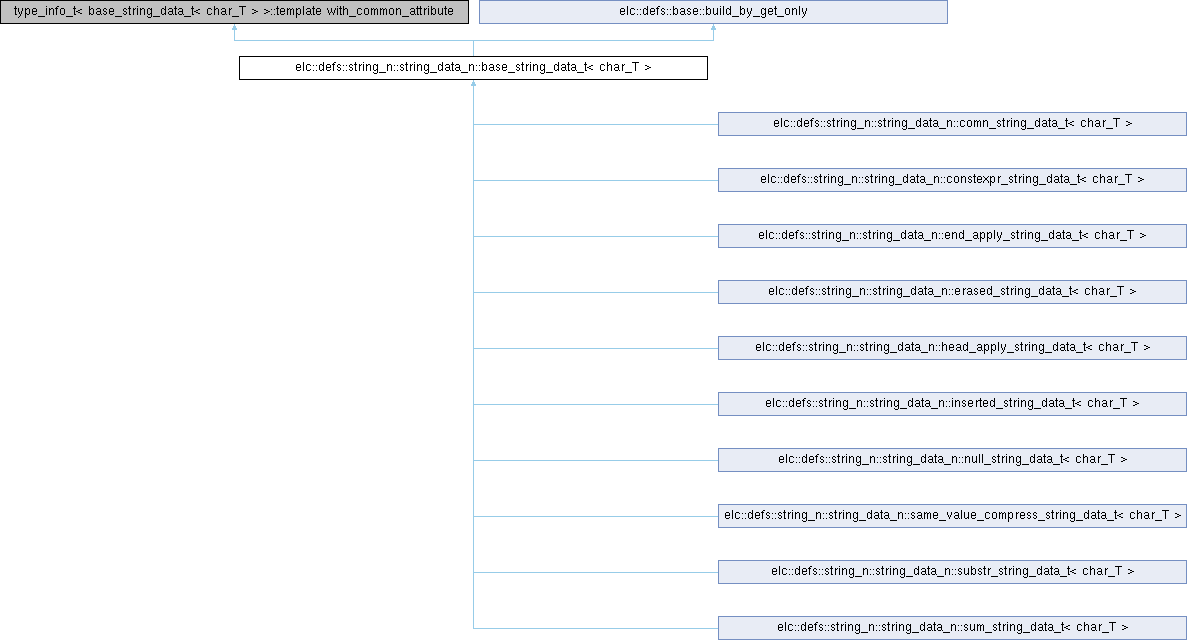 type_info_t< base_string_data_t< char_T > >::template with_common_attribute
elc::defs::base::build_by_get_only
elc::defs::string_n::string_data_n::base_string_data_t< char_T >
elc::defs::string_n::string_data_n::comn_string_data_t< char_T >
elc::defs::string_n::string_data_n::constexpr_string_data_t< char_T >
elc::defs::string_n::string_data_n::end_apply_string_data_t< char_T >
elc::defs::string_n::string_data_n::erased_string_data_t< char_T >
elc::defs::string_n::string_data_n::head_apply_string_data_t< char_T >
elc::defs::string_n::string_data_n::inserted_string_data_t< char_T >
elc::defs::string_n::string_data_n::null_string_data_t< char_T >
elc::defs::string_n::string_data_n::same_value_compress_string_data_t< char_T >
elc::defs::string_n::string_data_n::substr_string_data_t< char_T >
elc::defs::string_n::string_data_n::sum_string_data_t< char_T >